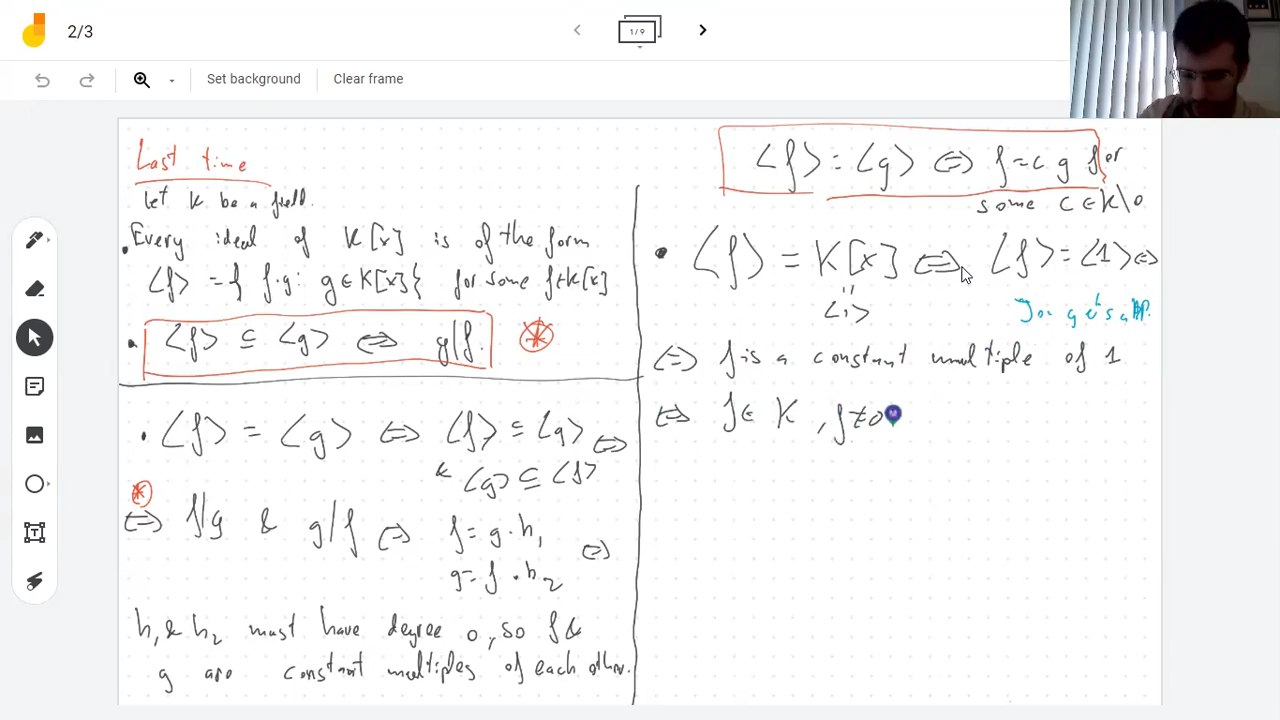 2/3
1/9
Set background
Clear frame
Last time
Let K be a field.
• Every ideal of K[x] is of the form
⟨f⟩ = { f·g : g∈K[x]} for some f∈K[x]
• ⟨f⟩ ⊆ ⟨g⟩ ⇔ g|f.
• ⟨f⟩ = ⟨g⟩ ⇔ ⟨f⟩ ⊆ ⟨g⟩ ⇔
& ⟨g⟩ ⊆ ⟨f⟩
⇔ f|g & g|f ⇔ f = g·h₁
g = f·h₂ ⇔
h₁ & h₂ must have degree 0, so f &
g are constant multiples of each other.
⟨f⟩ = ⟨g⟩ ⇔ f = c g for
some c∈K\0
• ⟨f⟩ = K[x] ⇔ ⟨f⟩ = ⟨1⟩ ⇔
"
⟨1⟩
⇔ f is a constant multiple of 1
⇔ f∈ K , f≠0
M